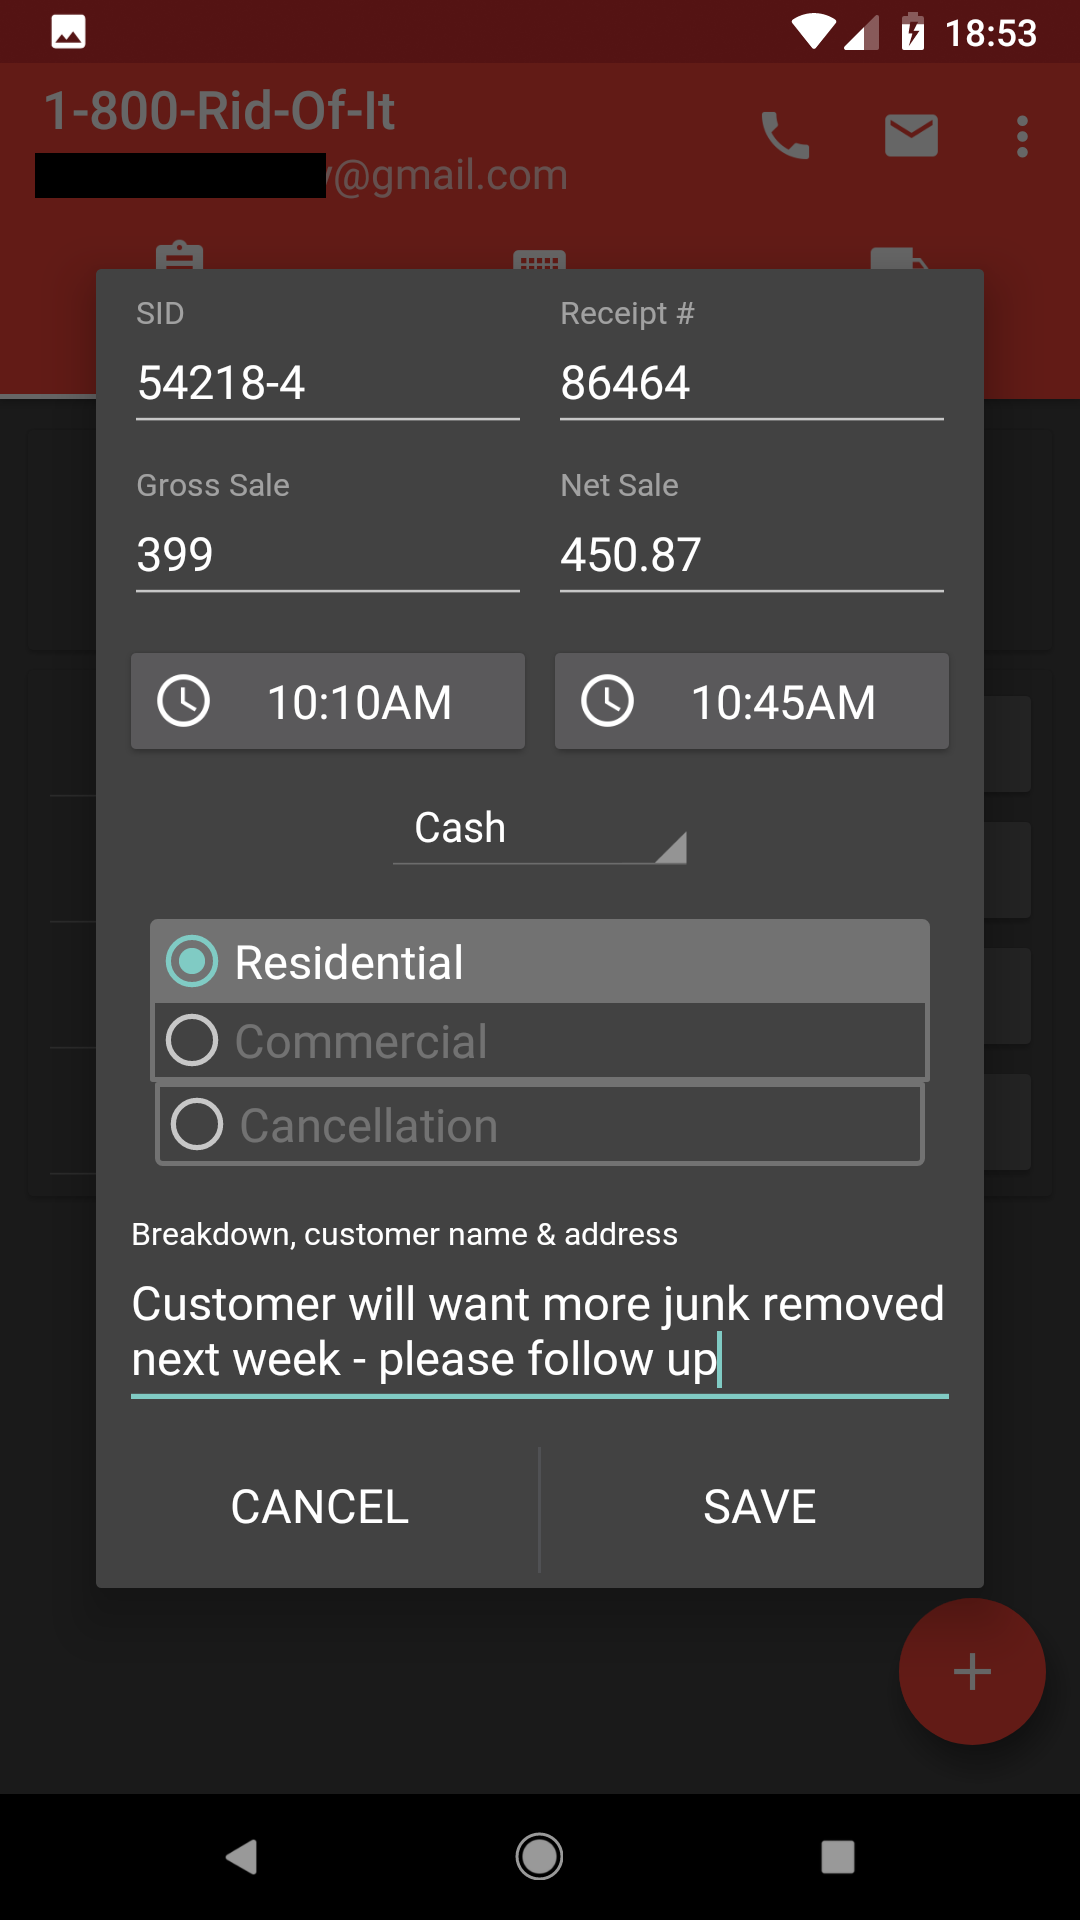 18:53
1-800-Rid-Of-It
@gmail.com
SID
Receipt #
54218-4
86464
Gross Sale
Net Sale
399
450.87
10:10AM
10:45AM
Cash
Residential
Commercial
Cancellation
Breakdown, customer name & address
Customer will want more junk removed
next week - please follow up
CANCEL
SAVE